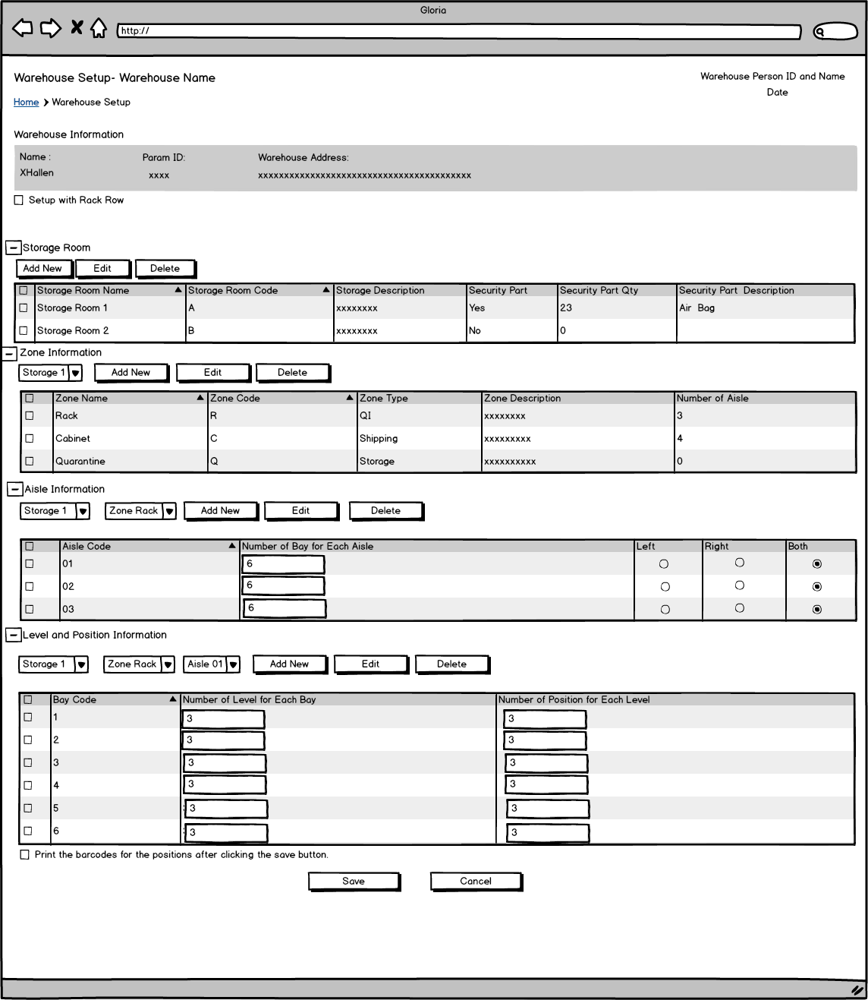 Gloria
http://
Warehouse Setup- Warehouse Name
Warehouse Person ID and Name
Date
Home > Warehouse Setup
Warehouse Information
Name : Param ID: Warehouse Address:
XHallen xxxx xxxxxxxxxxxxxxxxxxxxxxxxxxxxxxxxxxxxxxxxx
Setup with Rack Row
Storage Room
Add New Edit Delete
Storage Room Name Storage Room Code Storage Description Security Part Security Part Qty Security Part Description
Storage Room 1 A xxxxxxxx Yes 23 Air Bag
Storage Room 2 B xxxxxxxx No 0
Zone Information
Storage 1 Add New Edit Delete
Zone Name Zone Code Zone Type Zone Description Number of Aisle
Rack R QI xxxxxxxx 3
Cabinet C Shipping xxxxxxxxx 4
Quarantine Q Storage xxxxxxxxxx 0
Aisle Information
Storage 1 Zone Rack Add New Edit Delete
Aisle Code Number of Bay for Each Aisle Left Right Both
01 6
02 6
03 6
Level and Position Information
Storage 1 Zone Rack Aisle 01 Add New Edit Delete
Bay Code Number of Level for Each Bay Number of Position for Each Level
1 3 3
2 3 3
3 3 3
4 3 3
5 3 3
6 3 3
Print the barcodes for the positions after clicking the save button.
Save Cancel